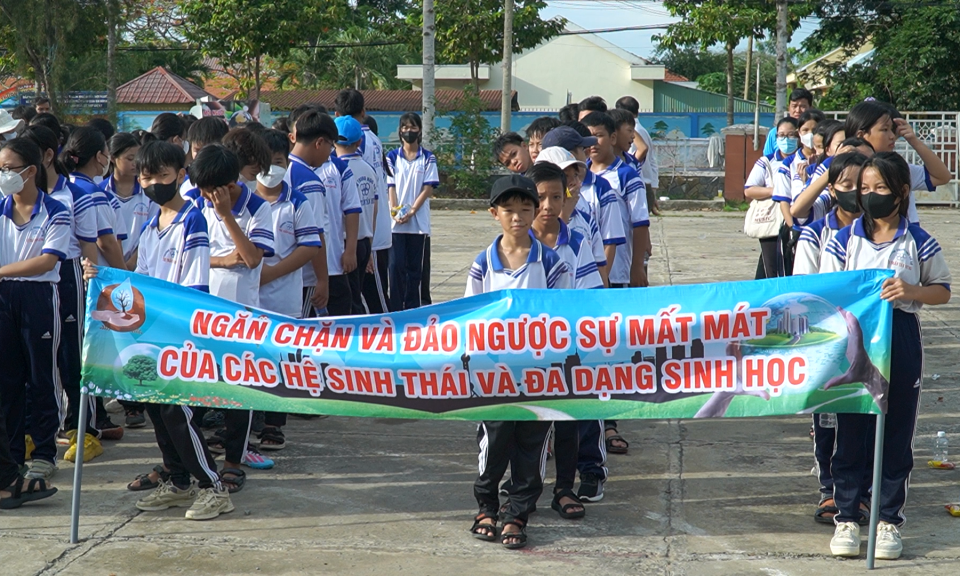 NGĂN CHẶN VÀ ĐẢO NGƯỢC SỰ MẤT MÁT
CỦA CÁC HỆ SINH THÁI VÀ ĐA DẠNG SINH HỌC